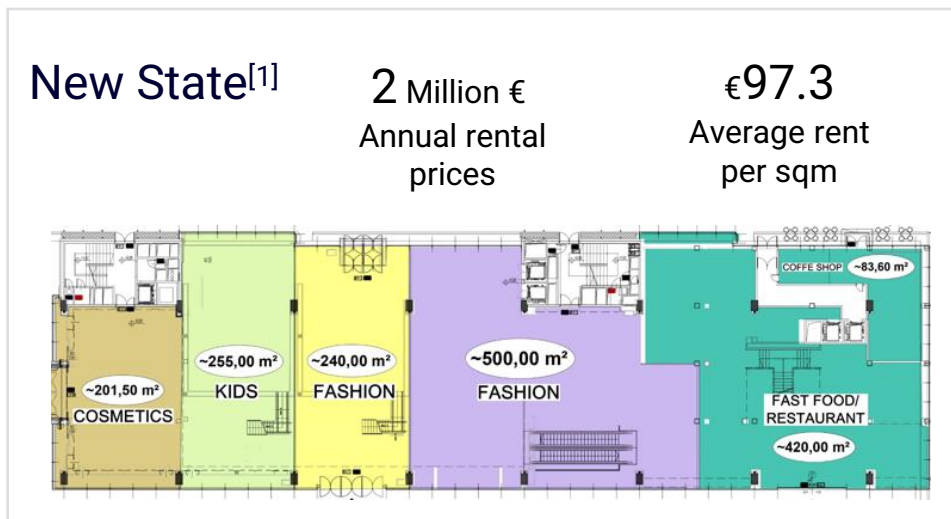 New State[1]
2 Million €
Annual rental
prices
€97.3
Average rent
per sqm
COFFE SHOP ~83,60 m²
~201,50 m²
COSMETICS
~255,00 m²
KIDS
~240,00 m²
FASHION
~500,00 m²
FASHION
FAST FOOD/
RESTAURANT
~420,00 m²